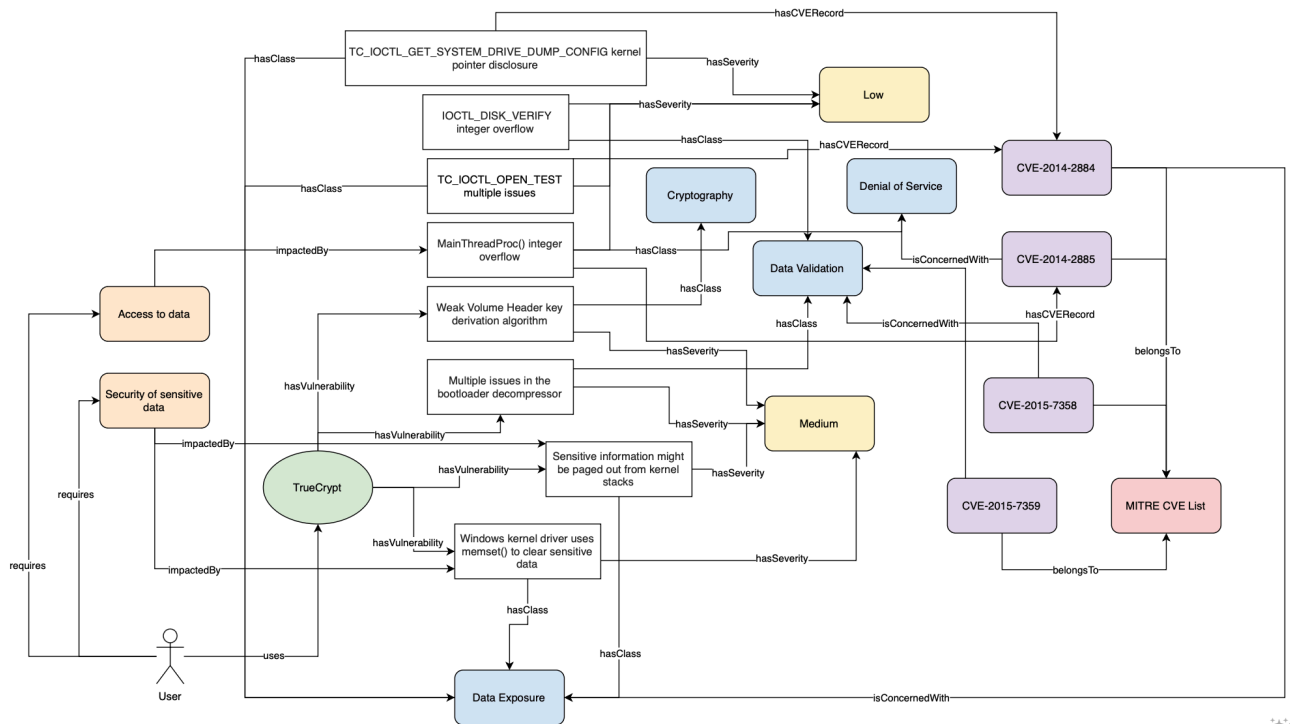 hasCVERecord
TC_IOCTL_GET_SYSTEM_DRIVE_DUMP_CONFIG kernel
pointer disclosure
hasClass
hasSeverity
Low
IOCTL_DISK_VERIFY
integer overflow
hasSeverity
hasClass
hasCVERecord
CVE-2014-2884
TC_IOCTL_OPEN_TEST
multiple issues
hasClass
Cryptography
Denial of Service
MainThreadProc() integer
overflow
impactedBy
hasClass
isConcernedWith
CVE-2014-2885
Data Validation
hasClass
Access to data
Weak Volume Header key
derivation algorithm
hasCVERecord
hasClass
isConcernedWith
hasSeverity
belongsTo
hasVulnerability
Multiple issues in the
bootloader decompressor
Security of sensitive
data
CVE-2015-7358
hasSeverity
Medium
hasVulnerability
impactedBy
Sensitive information might
be paged out from kernel
stacks
hasVulnerability
hasSeverity
TrueCrypt
requires
CVE-2015-7359
MITRE CVE List
Windows kernel driver uses
memset() to clear sensitive
data
hasVulnerability
hasSeverity
requires
impactedBy
belongsTo
hasClass
uses
hasClass
User
Data Exposure
isConcernedWith